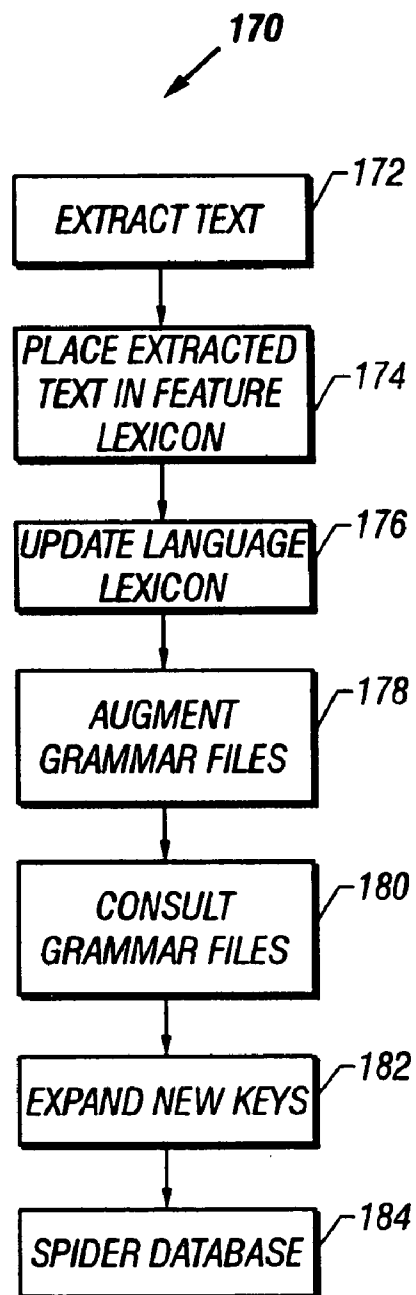 170
172
EXTRACT TEXT
PLACE EXTRACTED
TEXT IN FEATURE
LEXICON
174
176
UPDATE LANGUAGE
LEXICON
178
AUGMENT
GRAMMAR FILES
180
CONSULT
GRAMMAR FILES
182
EXPAND NEW KEYS
184
SPIDER DATABASE